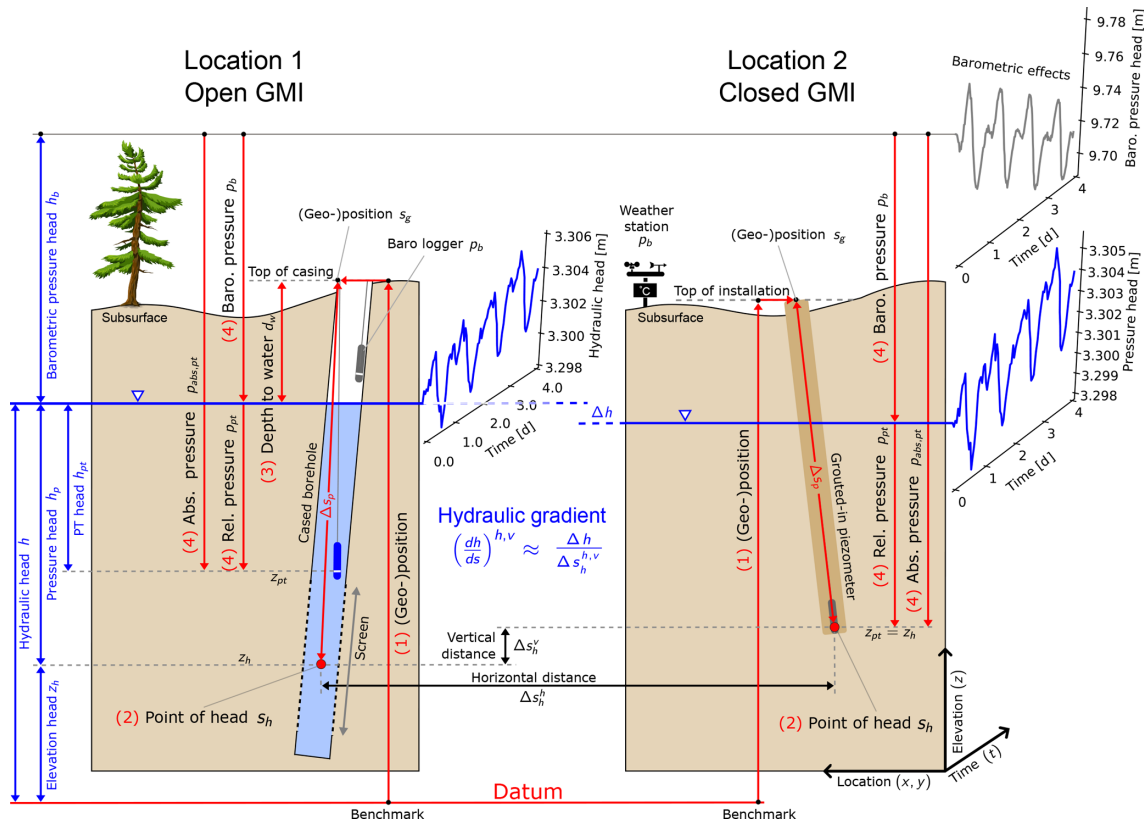 Location 1
Open GMI
Location 2
Closed GMI
Barometric effects
Baro. pressure head [m]
9.78
9.76
9.74
9.72
9.70
0
1
2
3
4
Time [d]
Barometric pressure head h_b
Hydraulic head h
Pressure head h_p
PT head h_pt
Elevation head z_h
Subsurface
(4) Abs. pressure p_abs,pt
(4) Baro. pressure p_b
(4) Rel. pressure p_pt
(3) Depth to water d_w
Top of casing
(Geo-)position s_g
Baro logger p_b
Cased borehole
Δs_p
z_pt
z_h
Screen
(1) (Geo-)position
(2) Point of head s_h
Hydraulic head [m]
3.306
3.304
3.302
3.300
3.298
0.0
1.0
2.0
3.0
4.0
Time [d]
Δh
Hydraulic gradient
(dh/ds)^h,v ≈ Δh/Δs_h^h,v
Vertical
distance
Δs_h^v
Horizontal distance
Δs_h^h
Weather
station
p_b
°C
Subsurface
(Geo-)position s_g
Top of installation
(1) (Geo-)position
Δs_p
Grouted-in piezometer
(4) Baro. pressure p_b
(4) Rel. pressure p_pt
(4) Abs. pressure p_abs,pt
z_pt = z_h
(2) Point of head s_h
Pressure head [m]
3.305
3.303
3.302
3.301
3.300
3.299
3.298
0
1
2
3
4
Time [d]
Elevation (z)
Location (x, y)
Time (t)
Datum
Benchmark
Benchmark